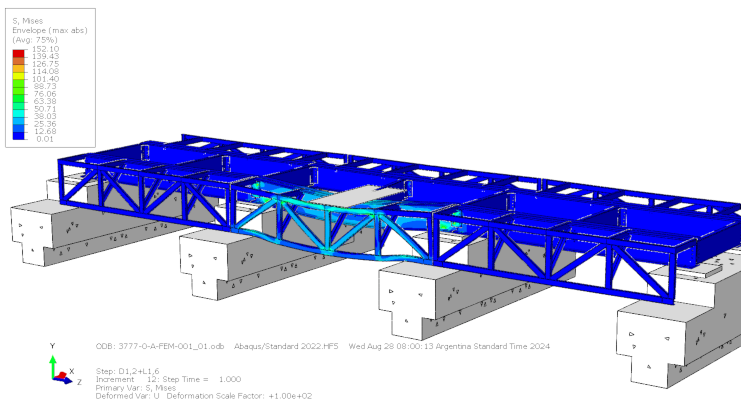 S, Mises
Envelope (max abs)
(Avg: 75%)
152.10
139.43
126.75
114.08
101.40
88.73
76.06
63.38
50.71
38.03
25.36
12.68
0.01
ODB: 3777-0-A-FEM-001_01.odb Abaqus/Standard 2022.HF5 Wed Aug 28 08:00:13 Argentina Standard Time 2024
Y
X
Z
Step: D1,2+L1,6
Increment 12: Step Time = 1.000
Primary Var: S, Mises
Deformed Var: U Deformation Scale Factor: +1.00e+02